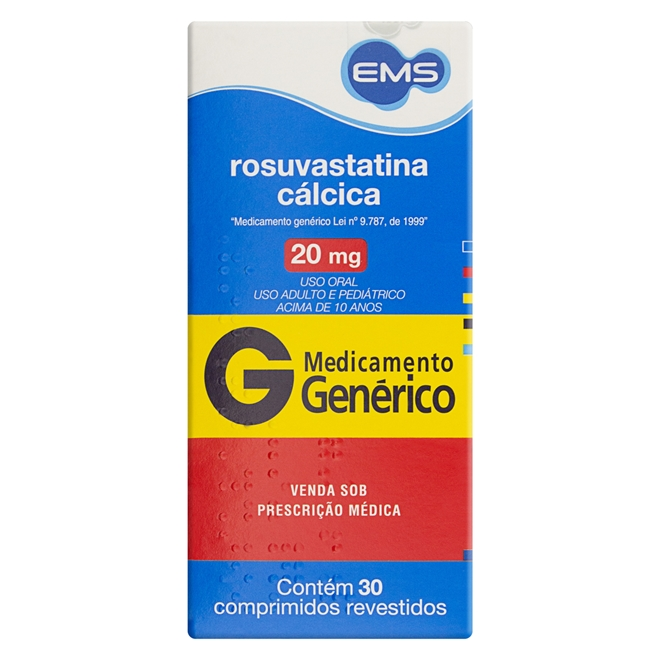 EMS
rosuvastatina
cálcica
“Medicamento genérico Lei nº 9.787, de 1999”
20 mg
USO ORAL
USO ADULTO E PEDIÁTRICO
ACIMA DE 10 ANOS
G Medicamento
Genérico
VENDA SOB
PRESCRIÇÃO MÉDICA
Contém 30
comprimidos revestidos